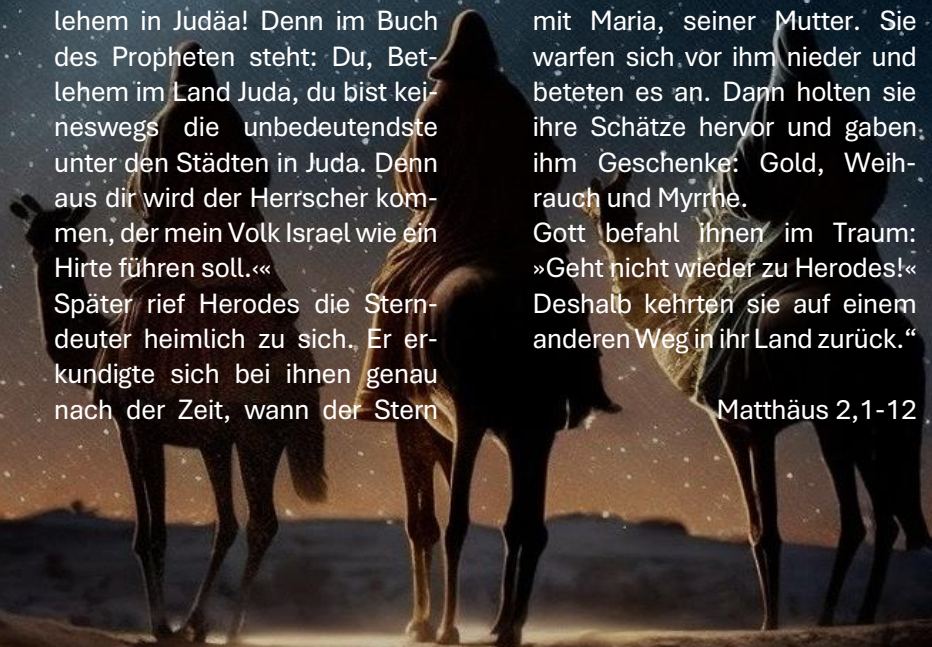 lehem in Judäa! Denn im Buch
des Propheten steht: Du, Bet-
lehem im Land Juda, du bist kei-
neswegs die unbedeutendste
unter den Städten in Juda. Denn
aus dir wird der Herrscher kom-
men, der mein Volk Israel wie ein
Hirte führen soll.‹«
Später rief Herodes die Stern-
deuter heimlich zu sich. Er er-
kundigte sich bei ihnen genau
nach der Zeit, wann der Stern
mit Maria, seiner Mutter. Sie
warfen sich vor ihm nieder und
beteten es an. Dann holten sie
ihre Schätze hervor und gaben
ihm Geschenke: Gold, Weih-
rauch und Myrrhe.
Gott befahl ihnen im Traum:
»Geht nicht wieder zu Herodes!«
Deshalb kehrten sie auf einem
anderen Weg in ihr Land zurück.“
Matthäus 2,1-12